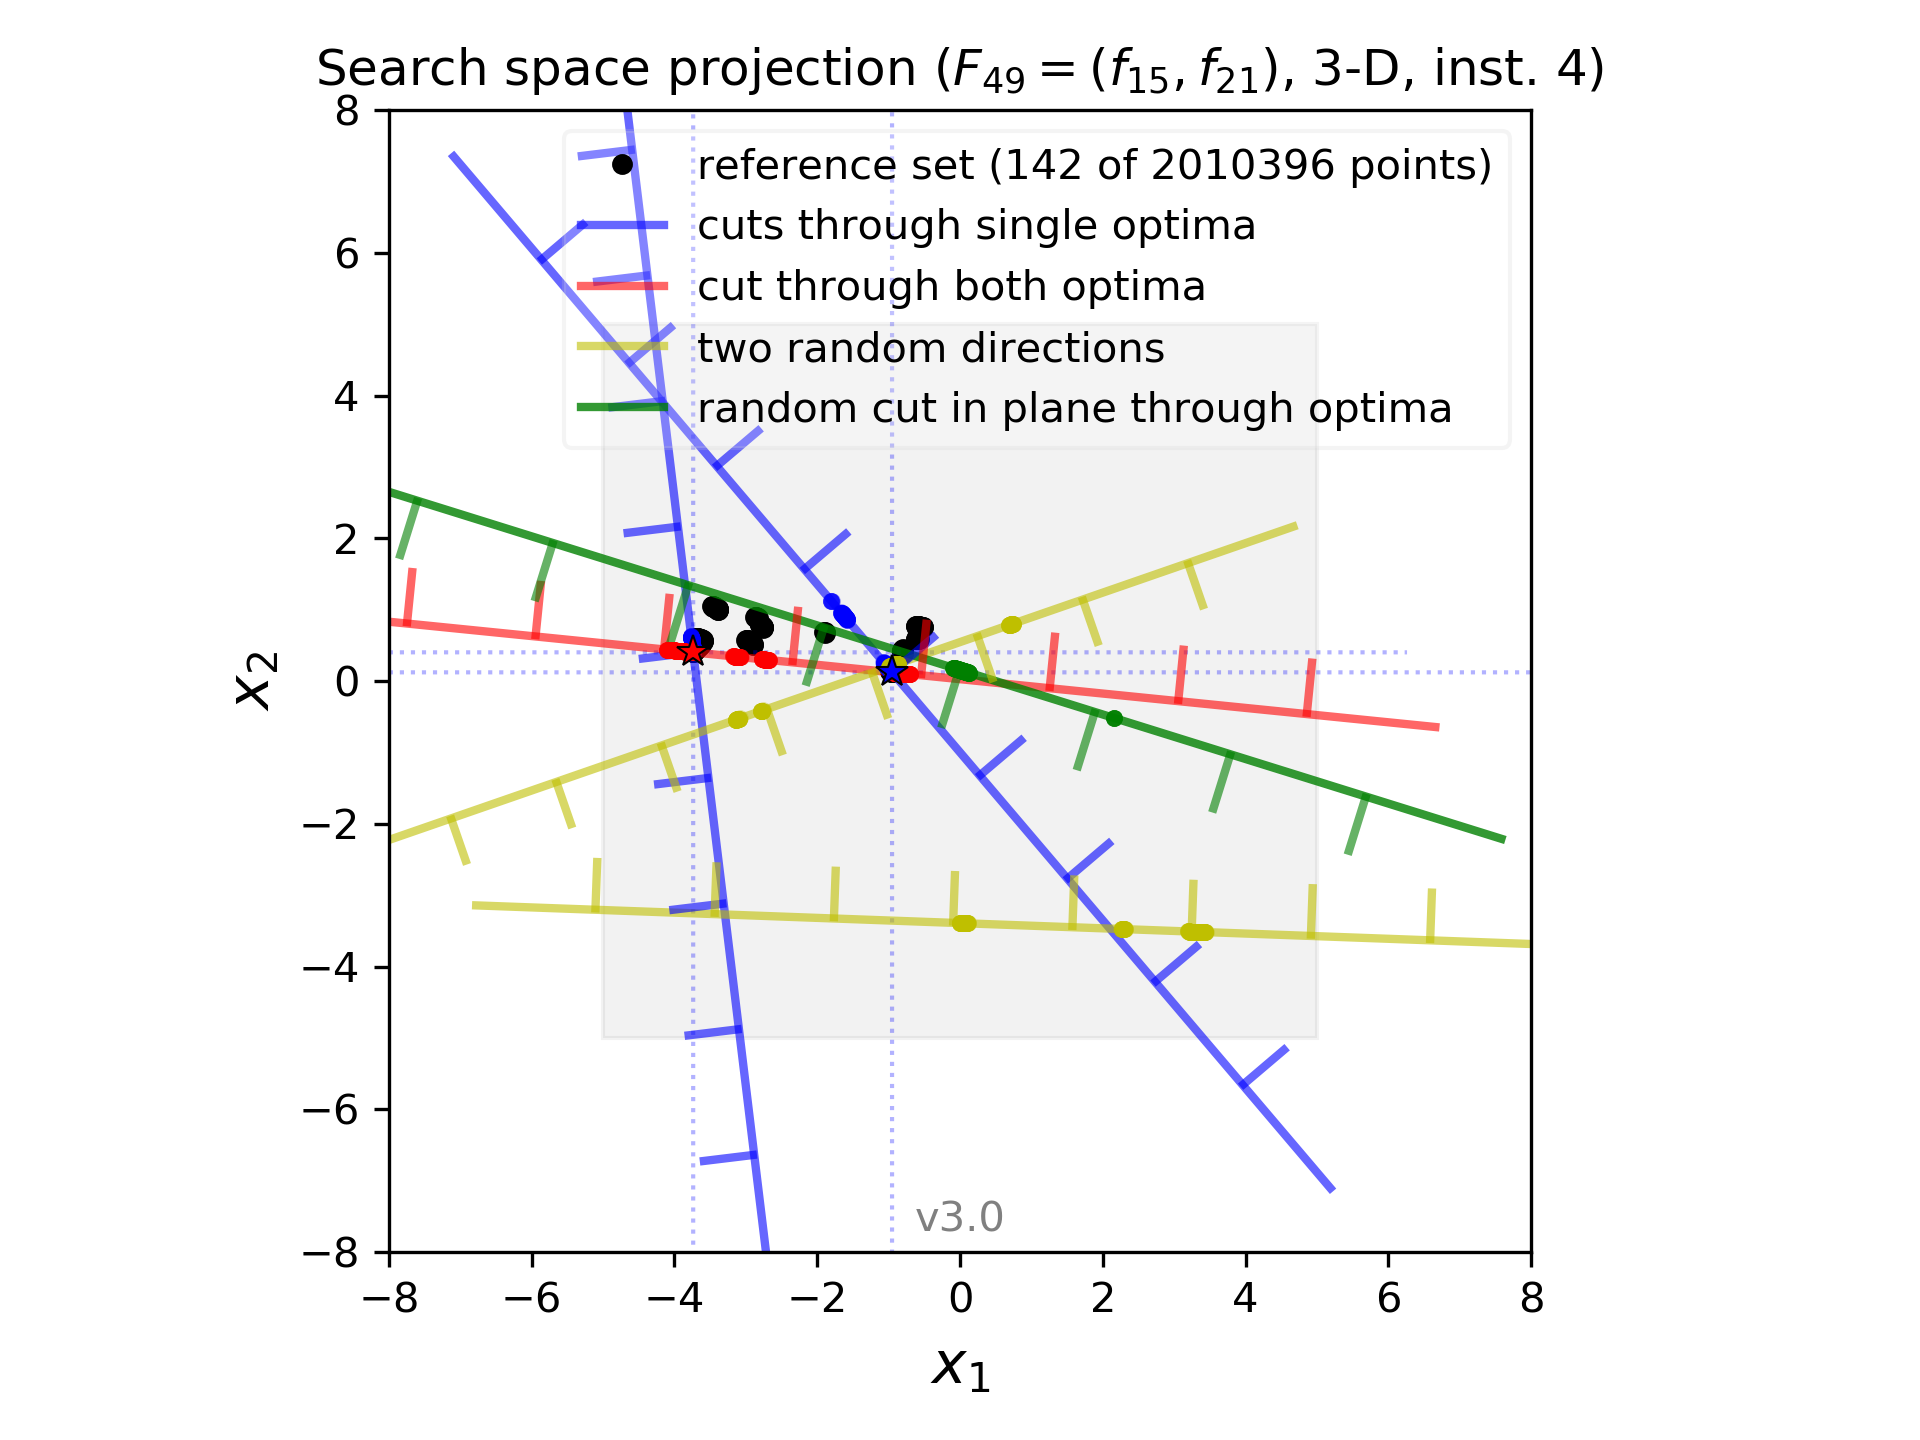 Search space projection (F49 = (f15, f21), 3-D, inst. 4)
8
6
4
2
0
−2
−4
−6
−8
x2
reference set (142 of 2010396 points)
cuts through single optima
cut through both optima
two random directions
random cut in plane through optima
v3.0
−8 −6 −4 −2 0 2 4 6 8
x1